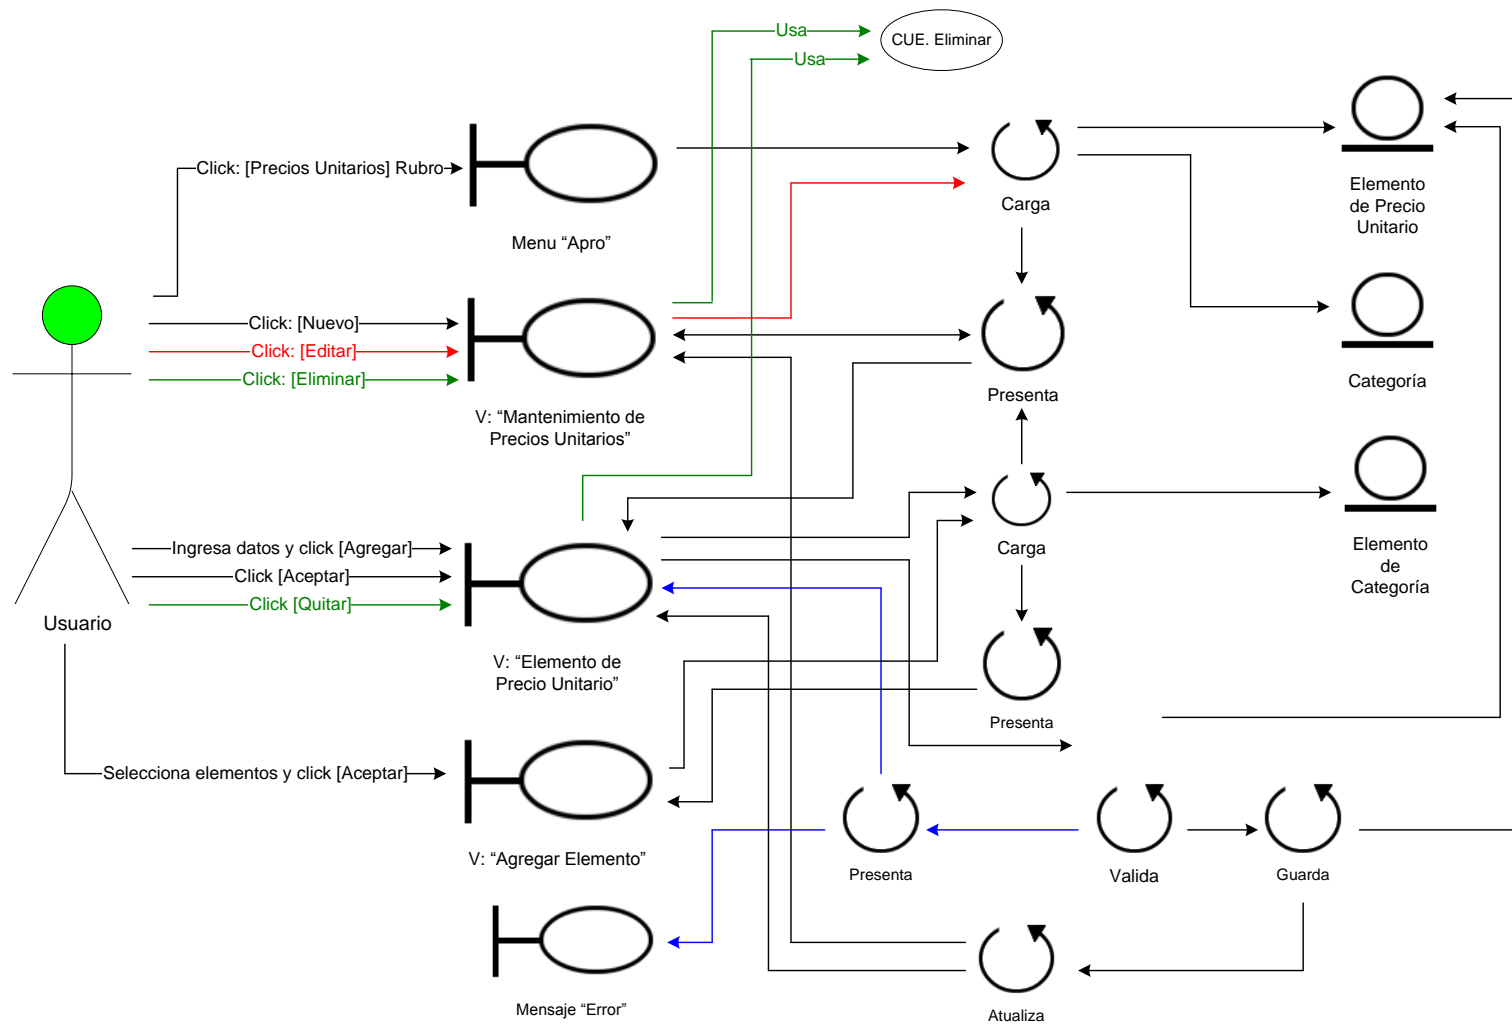 Usa
CUE. Eliminar
Usa
Click: [Precios Unitarios] Rubro
Menu “Apro”
Carga
Elemento
de Precio
Unitario
Click: [Nuevo]
Click: [Editar]
Click: [Eliminar]
V: “Mantenimiento de
Precios Unitarios”
Presenta
Categoría
Ingresa datos y click [Agregar]
Click [Aceptar]
Click [Quitar]
Usuario
Carga
Elemento
de
Categoría
V: “Elemento de
Precio Unitario”
Presenta
Selecciona elementos y click [Aceptar]
V: “Agregar Elemento”
Presenta
Valida
Guarda
Mensaje “Error”
Atualiza